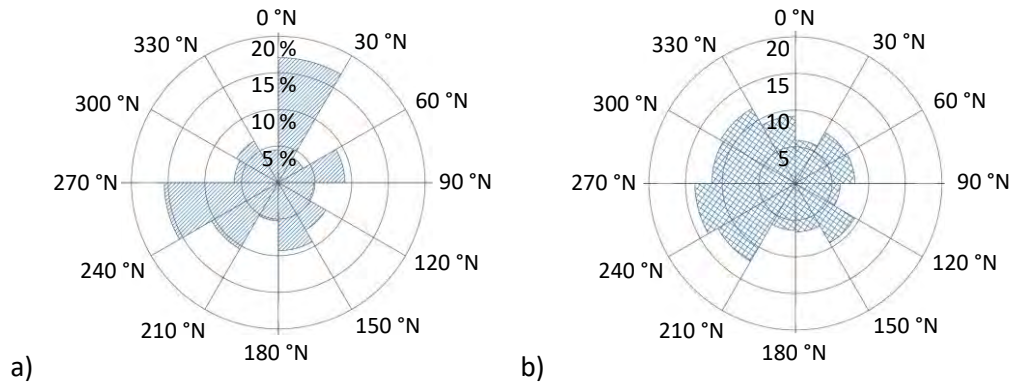 0 °N
330 °N 20 % 30 °N
15 %
300 °N 10 % 60 °N
5 %
270 °N 90 °N
240 °N 120 °N
210 °N 150 °N
180 °N
a)
0 °N
330 °N 20 30 °N
15
300 °N 10 60 °N
5
270 °N 90 °N
240 °N 120 °N
210 °N 150 °N
180 °N
b)